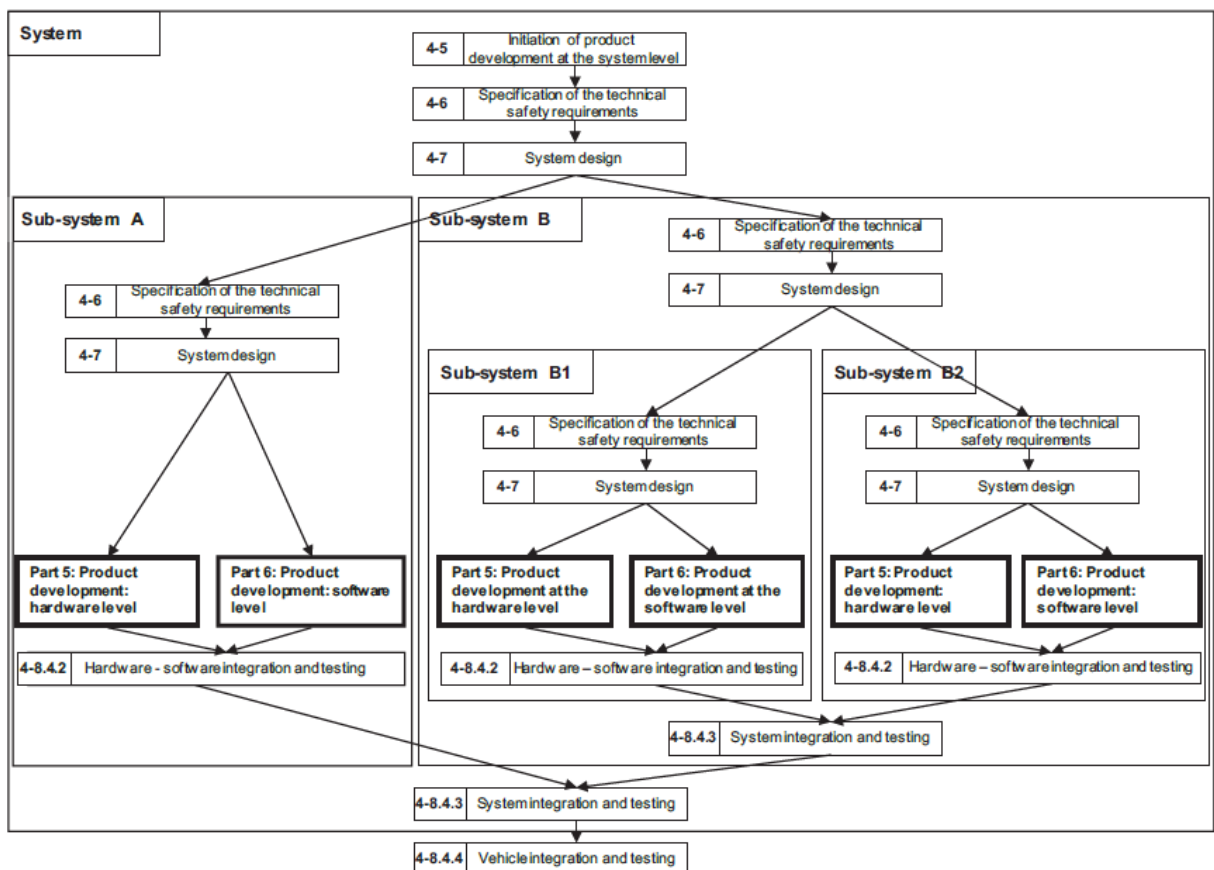 System
4-5
Initiation of product
development at the system level
4-6
Specification of the technical
safety requirements
4-7
System design
Sub-system A
Sub-system B
4-6
Specification of the technical
safety requirements
4-7
System design
4-6
Specification of the technical
safety requirements
4-7
System design
Sub-system B1
Sub-system B2
4-6
Specification of the technical
safety requirements
4-6
Specification of the technical
safety requirements
4-7
System design
4-7
System design
Part 5: Product
development:
hardware level
Part 6: Product
development: software
level
Part 5: Product
development at the
hardware level
Part 6: Product
development at the
software level
Part 5: Product
development:
hardware level
Part 6: Product
development:
software level
4-8.4.2
Hardware - software integration and testing
4-8.4.2
Hardware – software integration and testing
4-8.4.2
Hardware – software integration and testing
4-8.4.3
System integration and testing
4-8.4.3
System integration and testing
4-8.4.4
Vehicle integration and testing